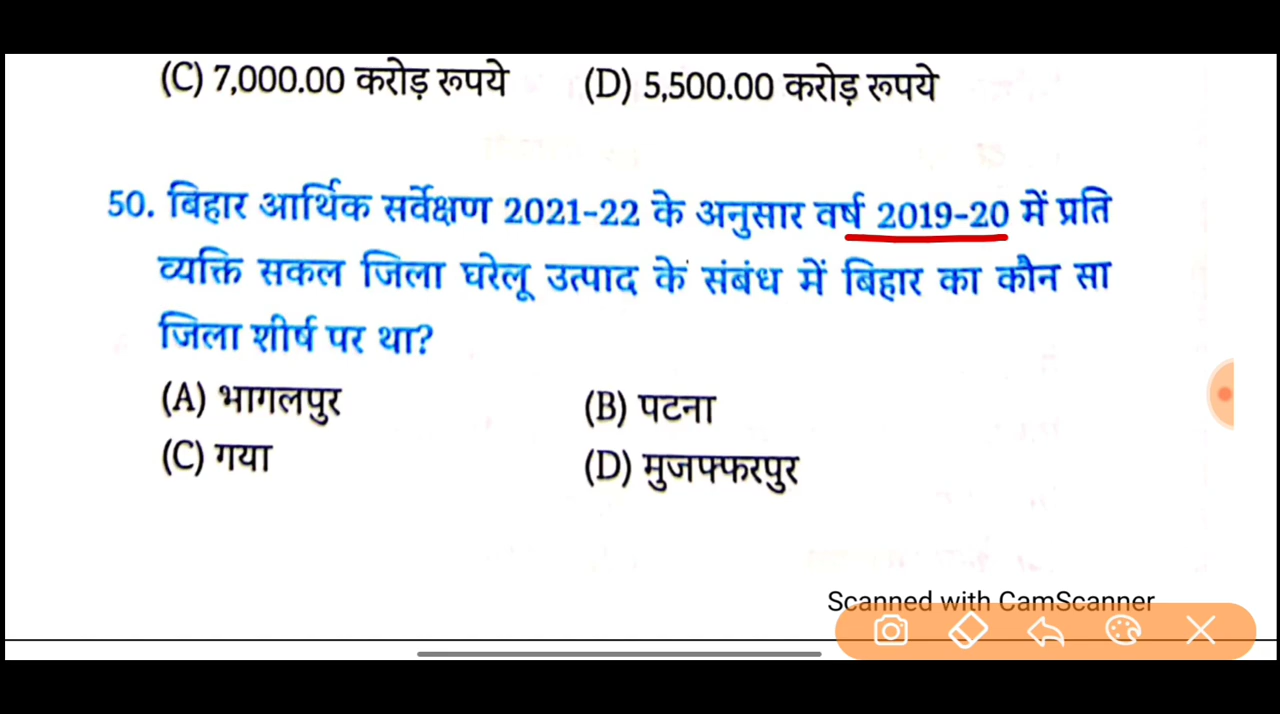 (C) 7,000.00 करोड़ रूपये (D) 5,500.00 करोड़ रूपये
50. बिहार आर्थिक सर्वेक्षण 2021-22 के अनुसार वर्ष 2019-20 में प्रति
व्यक्ति सकल जिला घरेलू उत्पाद के संबंध में बिहार का कौन सा
जिला शीर्ष पर था?
(A) भागलपुर (B) पटना
(C) गया (D) मुजफ्फरपुर
Scanned with CamScanner